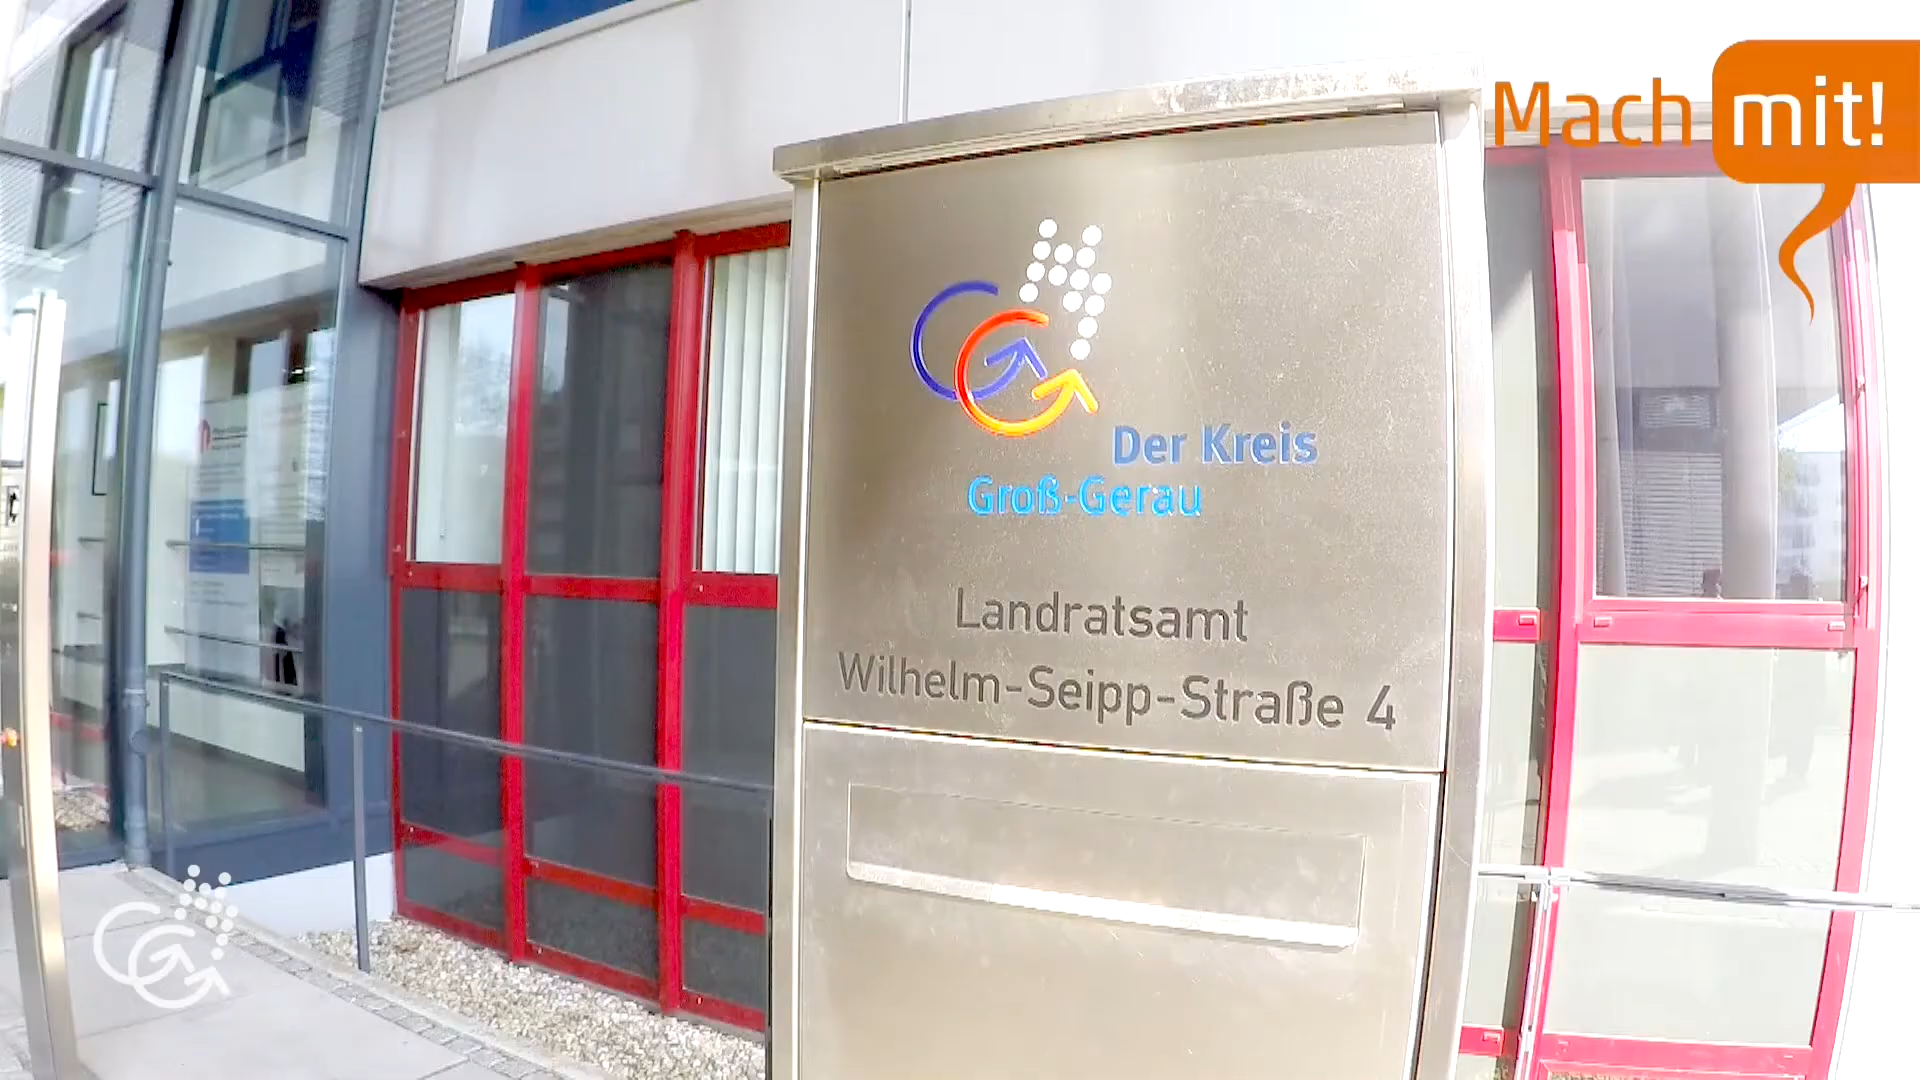 Mach mit!
Der Kreis
Groß-Gerau
Landratsamt
Wilhelm-Seipp-Straße 4